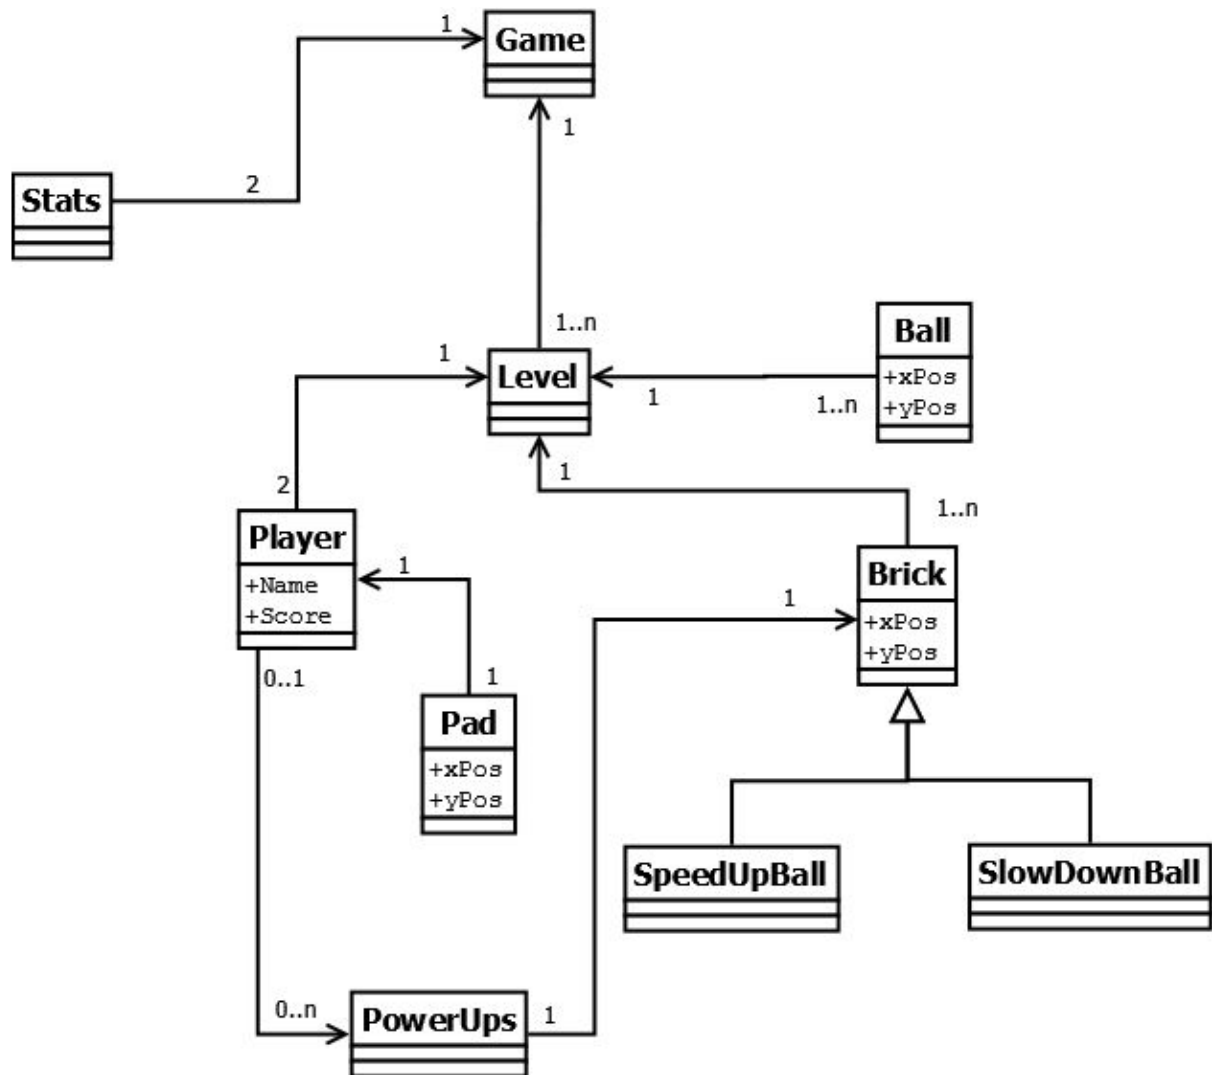 1
Game
1
2
Stats
1..n
Ball
+xPos
+yPos
1
Level
1
1..n
1
2
1..n
Player
+Name
+Score
1
Brick
+xPos
+yPos
1
0..1
1
Pad
+xPos
+yPos
SpeedUpBall
SlowDownBall
0..n
PowerUps
1